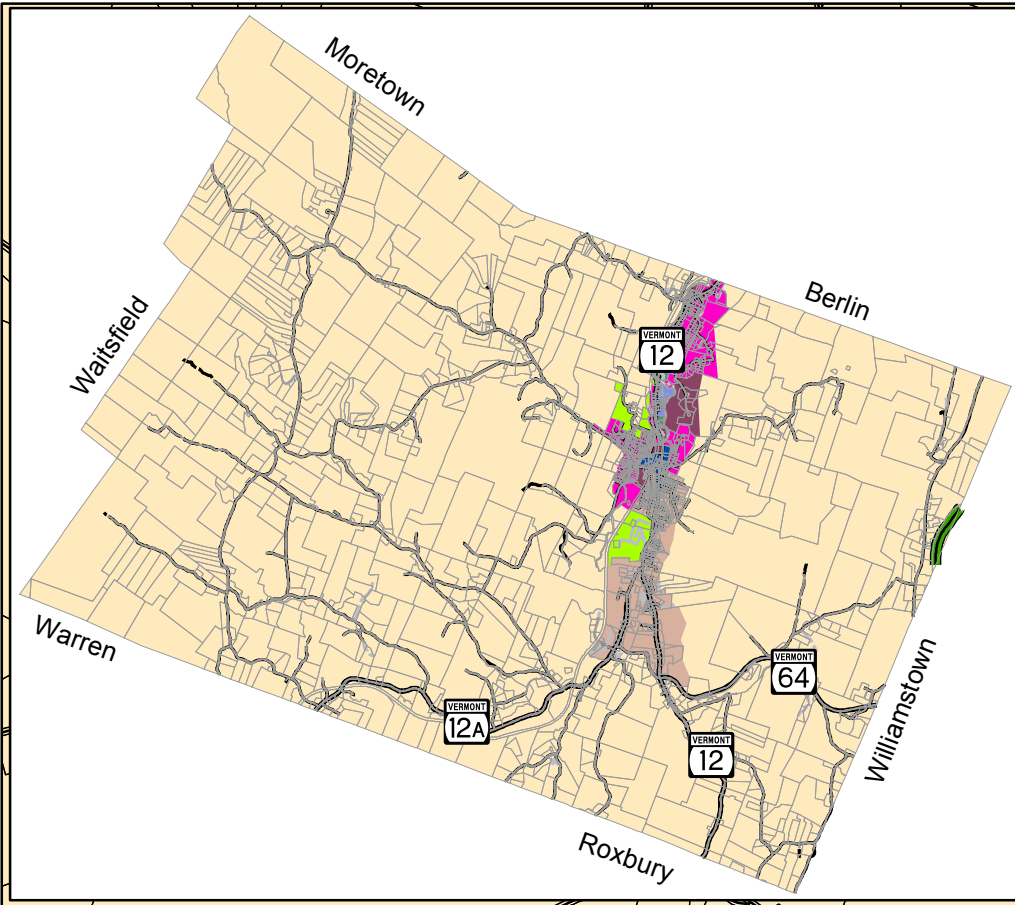 Moretown
Berlin
Waitsfield
VERMONT
12
Warren
VERMONT
64
Williamstown
VERMONT
12A
VERMONT
12
Roxbury